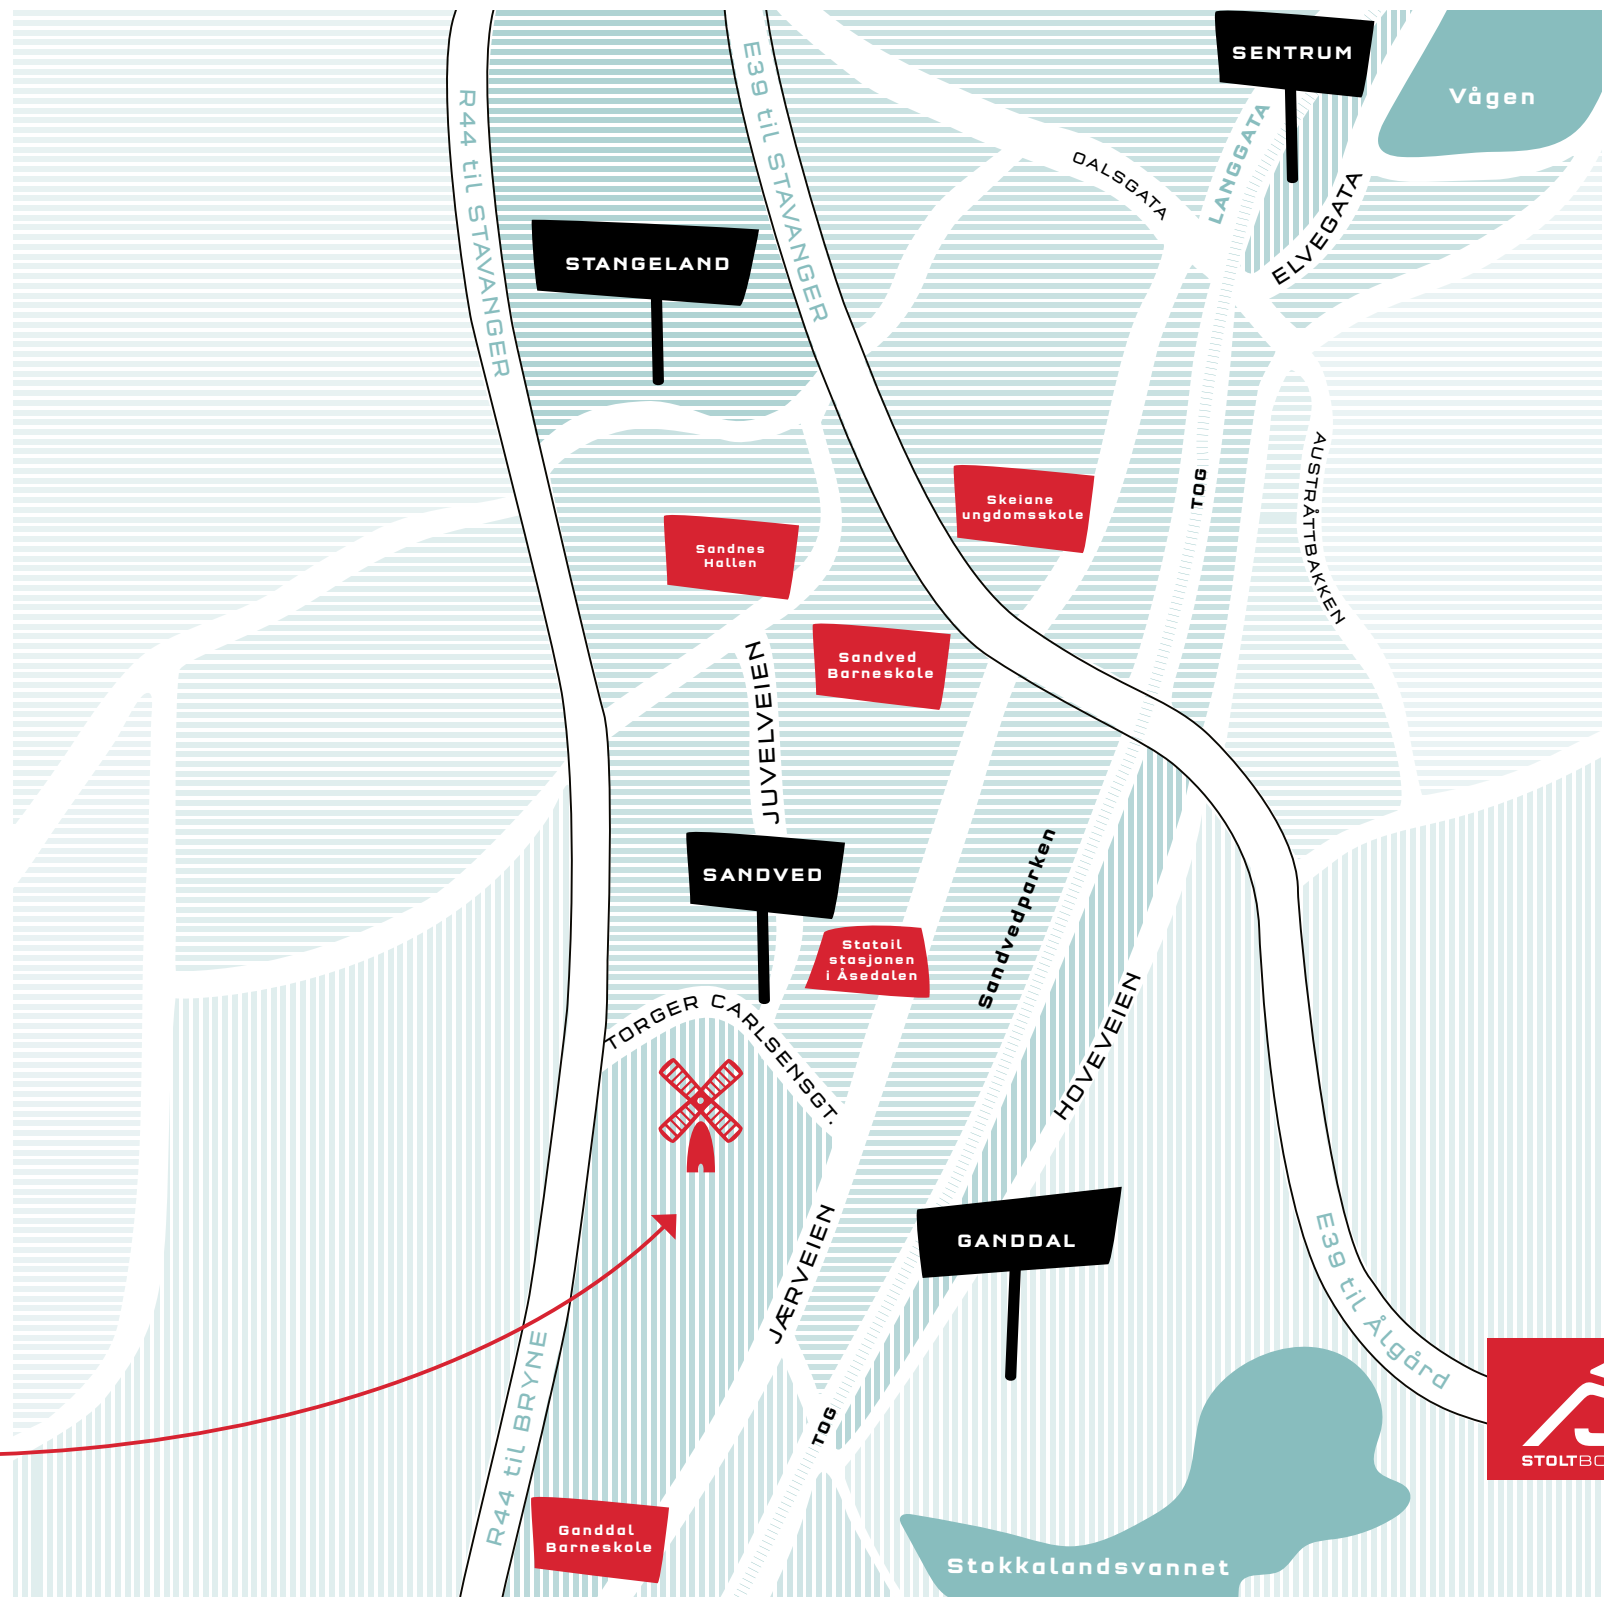 SENTRUM
Vågen
E39 til STAVANGER
R44 til STAVANGER
LANGGATA
OALSGATA
ELVEGATA
STANGELAND
AUSTRÅTTBAKKEN
TOG
Skeiane
ungdomsskole
Sandnes
Hallen
Sandved
Barneskole
JUVELVEIEN
SANDVED
Sandvedparken
Statoil
stasjonen
i Åsedalen
TORGER CARLSENSGT.
HOVEVEIEN
JÆRVEIEN
GANDDAL
E39 til Ålgård
R44 til BRYNE
TOG
STOLTBO
Ganddal
Barneskole
Stokkalandsvannet